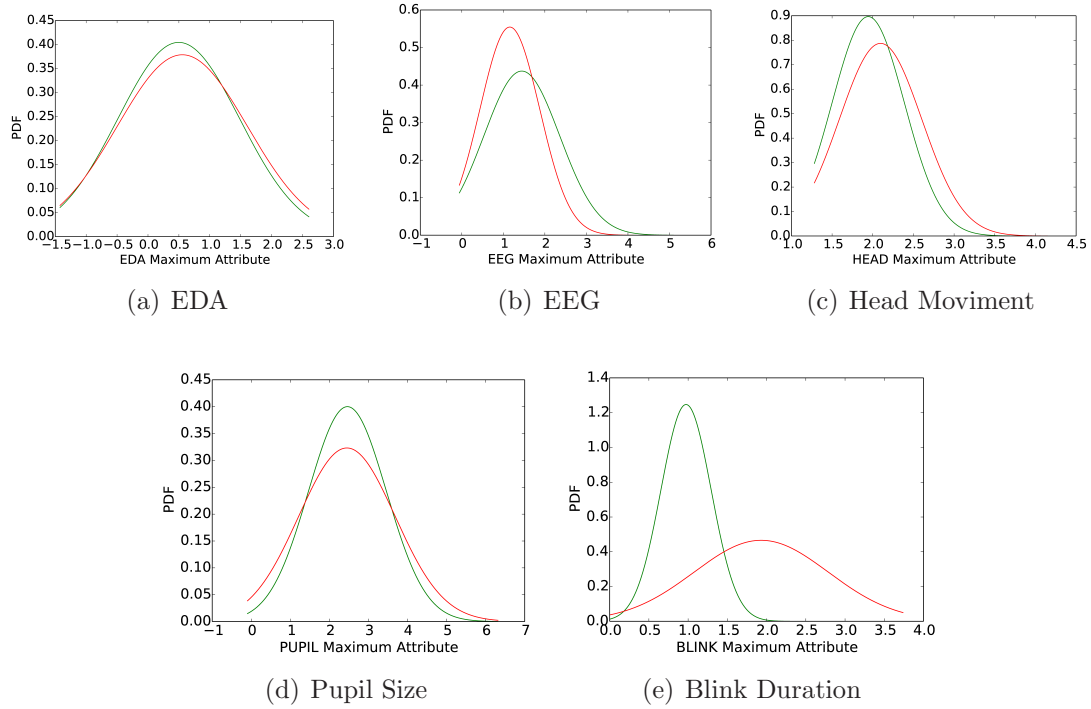 0.45
0.40
0.35
0.30
0.25
0.20
0.15
0.10
0.05
0.00
PDF
−1.5 −1.0 −0.5 0.0 0.5 1.0 1.5 2.0 2.5 3.0
EDA Maximum Attribute
(a) EDA
0.6
0.5
0.4
0.3
0.2
0.1
0.0
PDF
−1 0 1 2 3 4 5 6
EEG Maximum Attribute
(b) EEG
0.9
0.8
0.7
0.6
0.5
0.4
0.3
0.2
0.1
0.0
PDF
1.0 1.5 2.0 2.5 3.0 3.5 4.0 4.5
HEAD Maximum Attribute
(c) Head Moviment
0.45
0.40
0.35
0.30
0.25
0.20
0.15
0.10
0.05
0.00
PDF
−1 0 1 2 3 4 5 6 7
PUPIL Maximum Attribute
(d) Pupil Size
1.4
1.2
1.0
0.8
0.6
0.4
0.2
0.0
PDF
0.0 0.5 1.0 1.5 2.0 2.5 3.0 3.5 4.0
BLINK Maximum Attribute
(e) Blink Duration